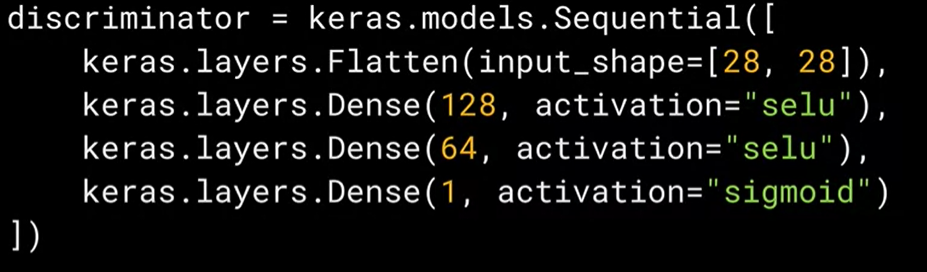 discriminator = keras.models.Sequential([
    keras.layers.Flatten(input_shape=[28, 28]),
    keras.layers.Dense(128, activation="selu"),
    keras.layers.Dense(64, activation="selu"),
    keras.layers.Dense(1, activation="sigmoid")
])